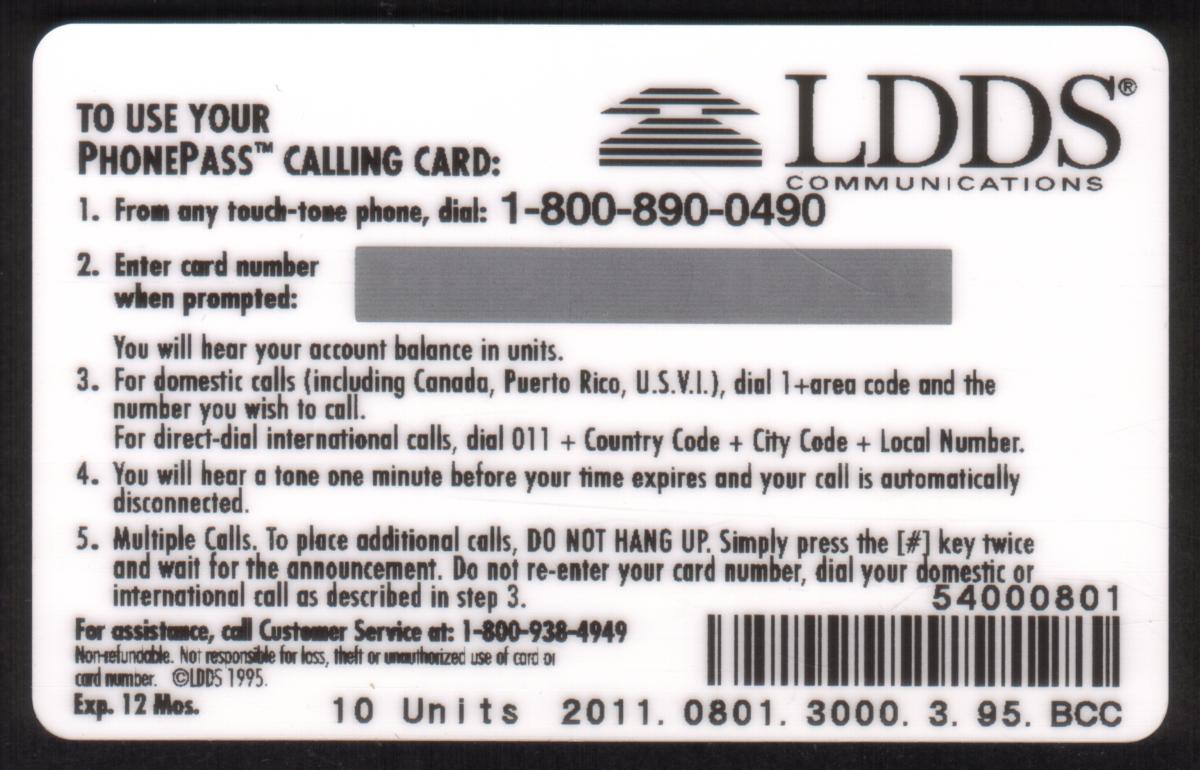 TO USE YOUR
PHONEPASS™ CALLING CARD:
LDDS®
COMMUNICATIONS
1. From any touch-tone phone, dial: 1-800-890-0490
2. Enter card number
when prompted:
You will hear your account balance in units.
3. For domestic calls (including Canada, Puerto Rico, U.S.V.I.), dial 1+area code and the
number you wish to call.
For direct-dial international calls, dial 011 + Country Code + City Code + Local Number.
4. You will hear a tone one minute before your time expires and your call is automatically
disconnected.
5. Multiple Calls. To place additional calls, DO NOT HANG UP. Simply press the [#] key twice
and wait for the announcement. Do not re-enter your card number, dial your domestic or
international call as described in step 3.
54000801
For assistance, call Customer Service at: 1-800-938-4949
Non-refundable. Not responsible for loss, theft or unauthorized use of card or
card number. ©LDDS 1995.
Exp. 12 Mos.
10 Units 2011. 0801. 3000. 3. 95. BCC